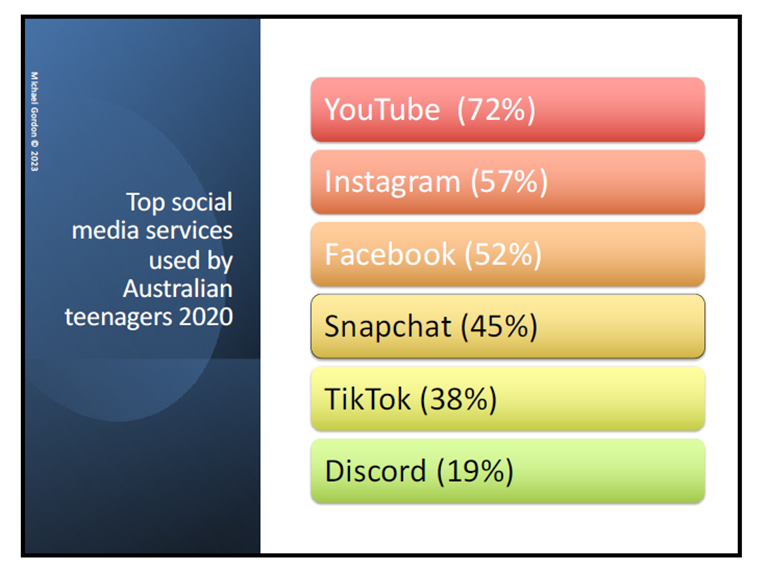 Michael Gordon © 2023
Top social
media services
used by
Australian
teenagers 2020
YouTube  (72%)
Instagram (57%)
Facebook (52%)
Snapchat (45%)
TikTok (38%)
Discord (19%)